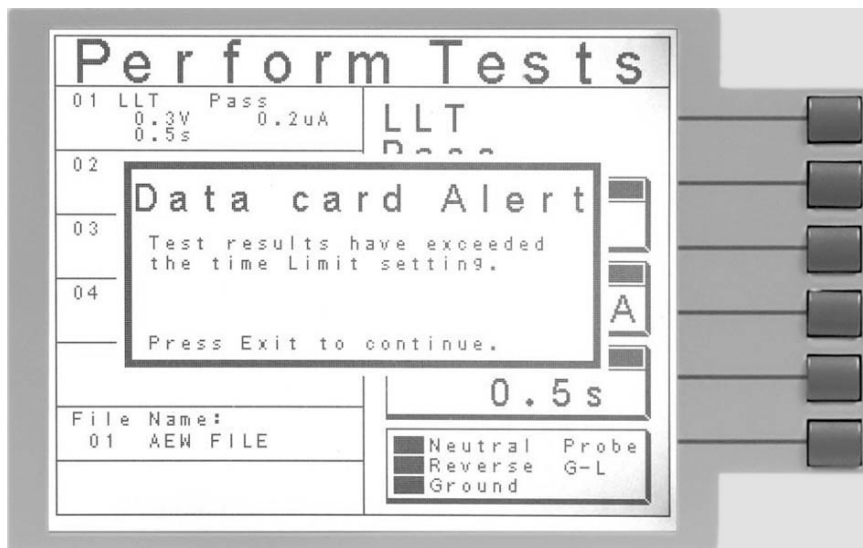 Perform Tests
01 LLT Pass
0.3V 0.2uA
0.5s
02
03
04
File Name:
01 AEW FILE
LLT
Data card Alert
Test results have exceeded
the time Limit setting.
Press Exit to continue.
A
0.5s
Neutral Probe
Reverse G-L
Ground